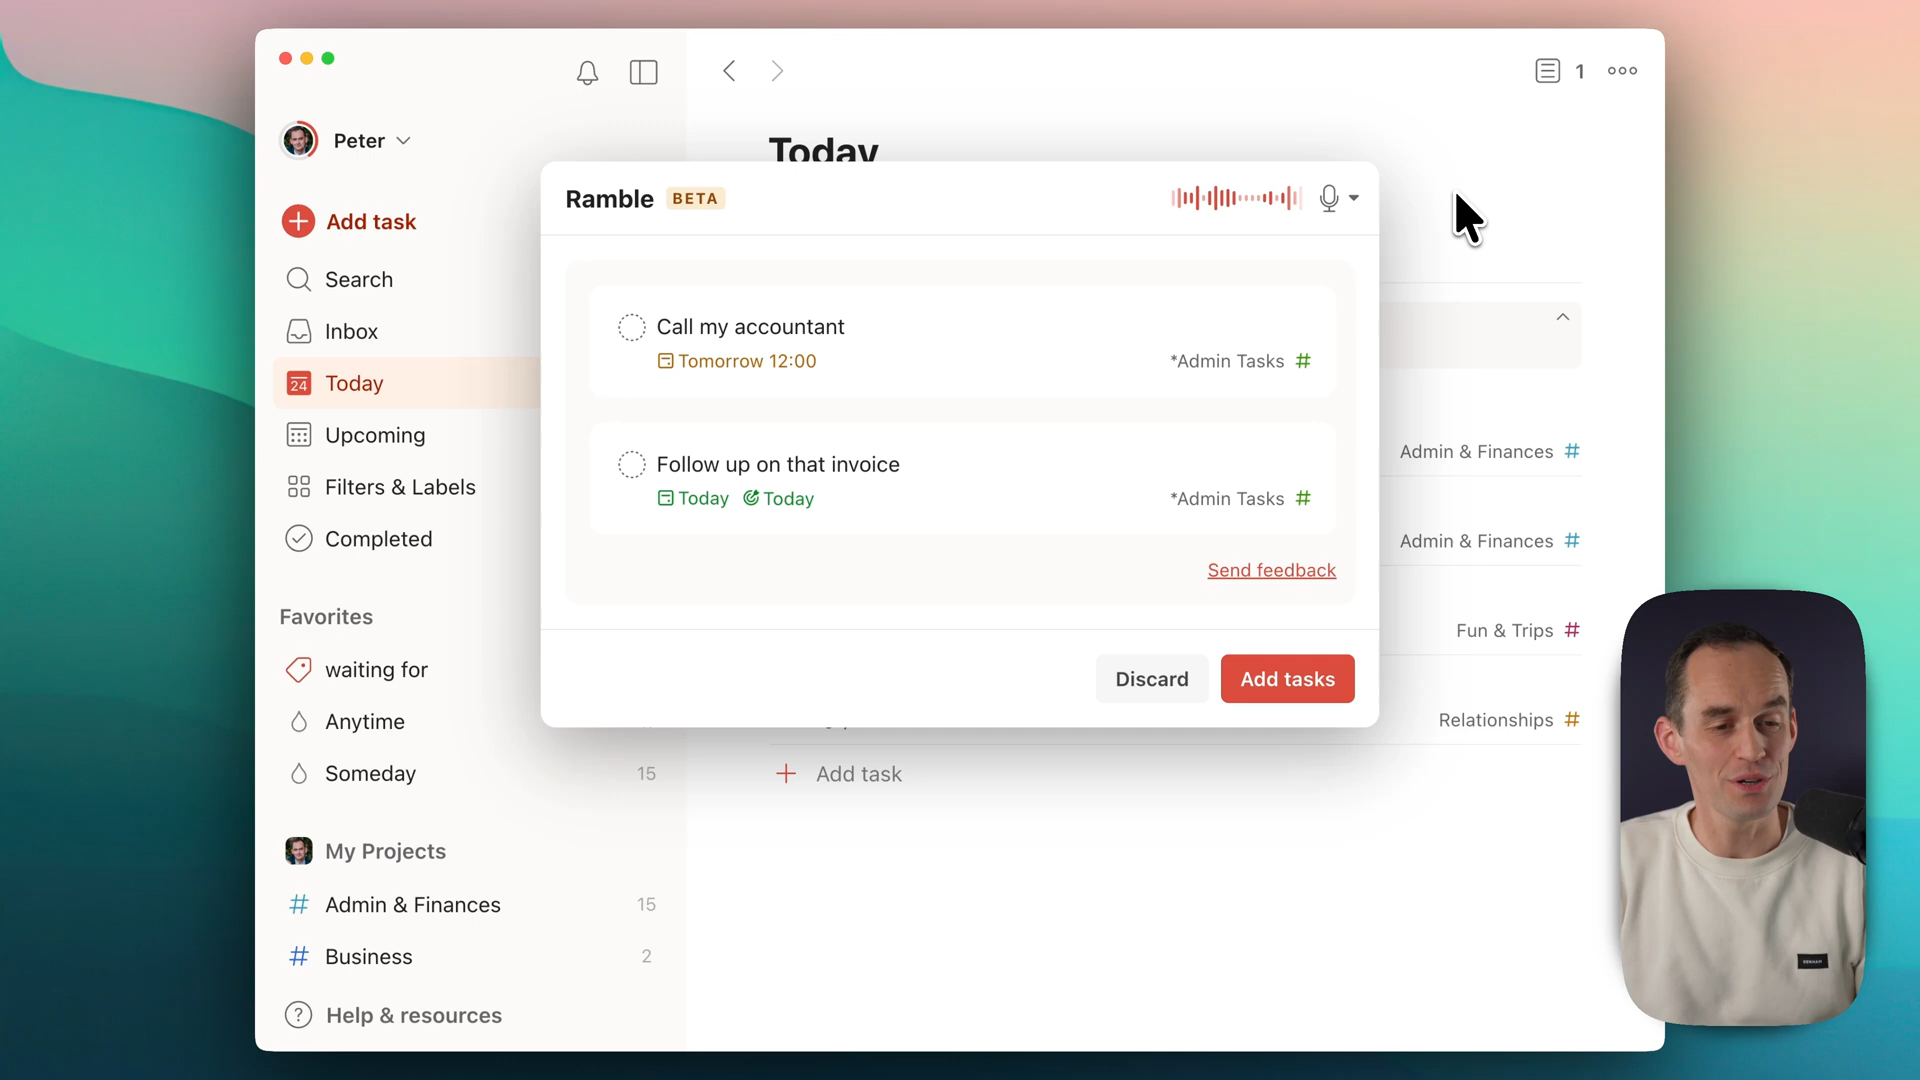 Peter
Add task
Search
Inbox
24
Today
Upcoming
Filters & Labels
Completed
Favorites
waiting for
Anytime
Someday
15
My Projects
Admin & Finances
15
Business
2
? Help & resources
1
Today
Ramble BETA
Call my accountant
Tomorrow 12:00
*Admin Tasks #
Follow up on that invoice
Today Today
*Admin Tasks #
Send feedback
Discard
Add tasks
Admin & Finances #
Admin & Finances #
Fun & Trips #
Relationships #
+ Add task